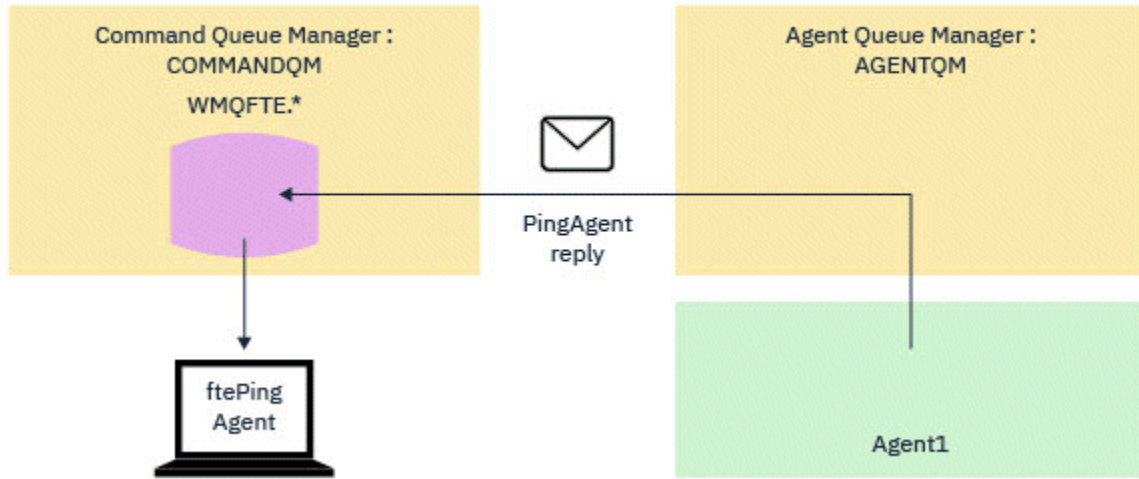 Command Queue Manager :
COMMANDQM
WMQFTE.*
Agent Queue Manager :
AGENTQM
PingAgent
reply
ftePing
Agent
Agent1